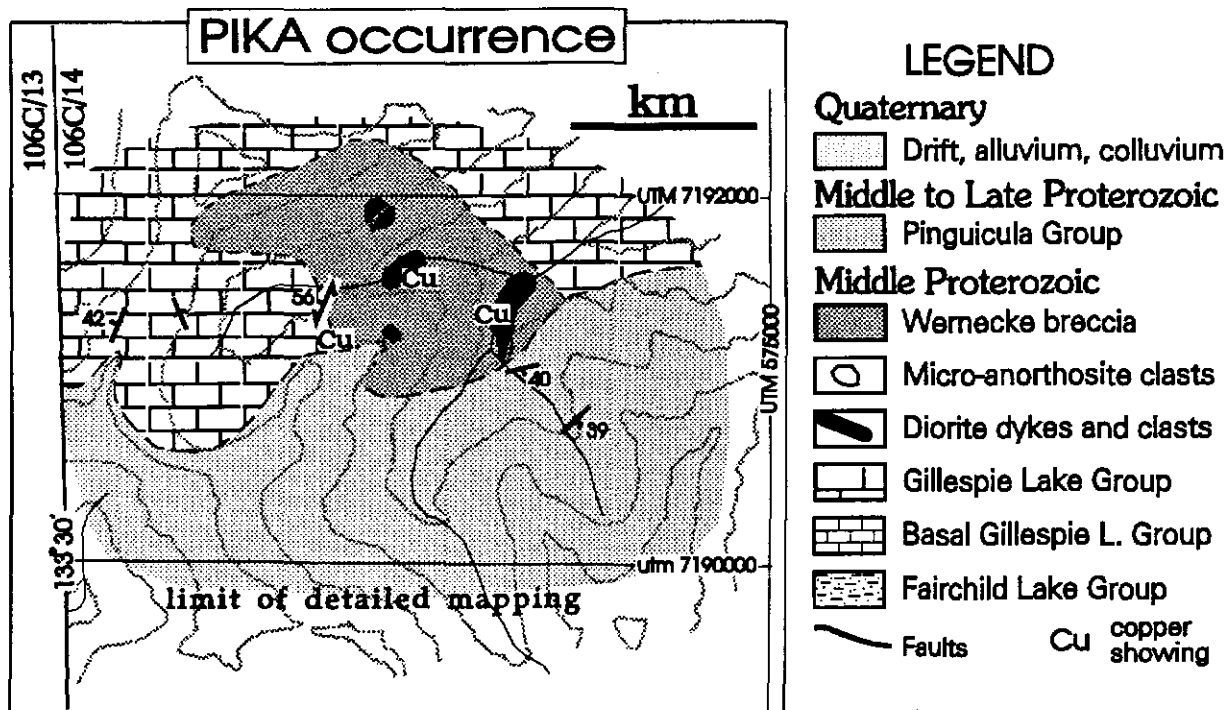 PIKA occurrence
106C/13
106C/14
km
UTM 7192000
56
Cu
42
Cu
Cu
40
39
UTM 575000
133° 30'
utm 7190000
limit of detailed mapping
LEGEND
Quaternary
Drift, alluvium, colluvium
Middle to Late Proterozoic
Pinguicula Group
Middle Proterozoic
Wernecke breccia
Micro-anorthosite clasts
Diorite dykes and clasts
Gillespie Lake Group
Basal Gillespie L. Group
Fairchild Lake Group
Faults
Cu copper showing